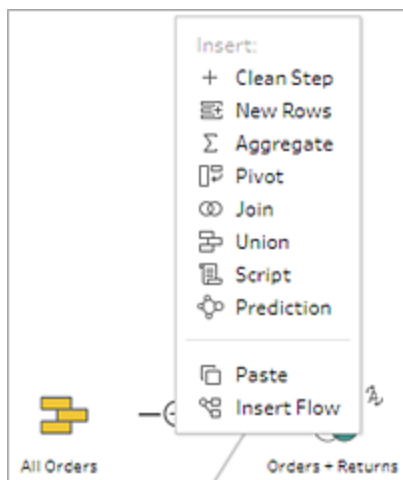 Insert:
Clean Step
New Rows
Aggregate
Pivot
Join
Union
Script
Prediction
Paste
Insert Flow
All Orders
Orders + Returns